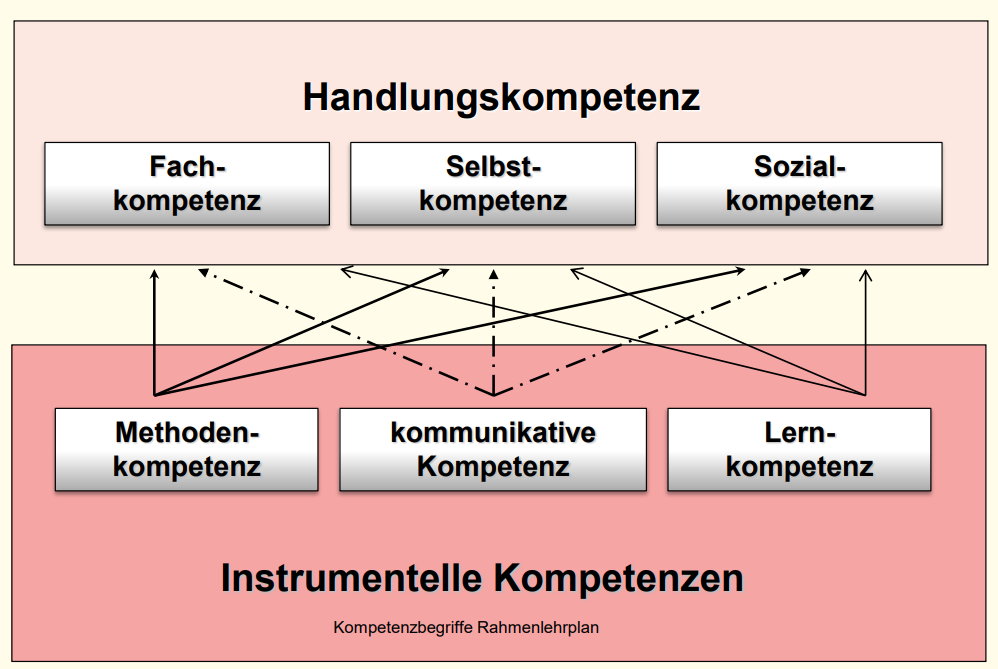 Handlungskompetenz
Fach-
kompetenz
Selbst-
kompetenz
Sozial-
kompetenz
Methoden-
kompetenz
kommunikative
Kompetenz
Lern-
kompetenz
Instrumentelle Kompetenzen
Kompetenzbegriffe Rahmenlehrplan